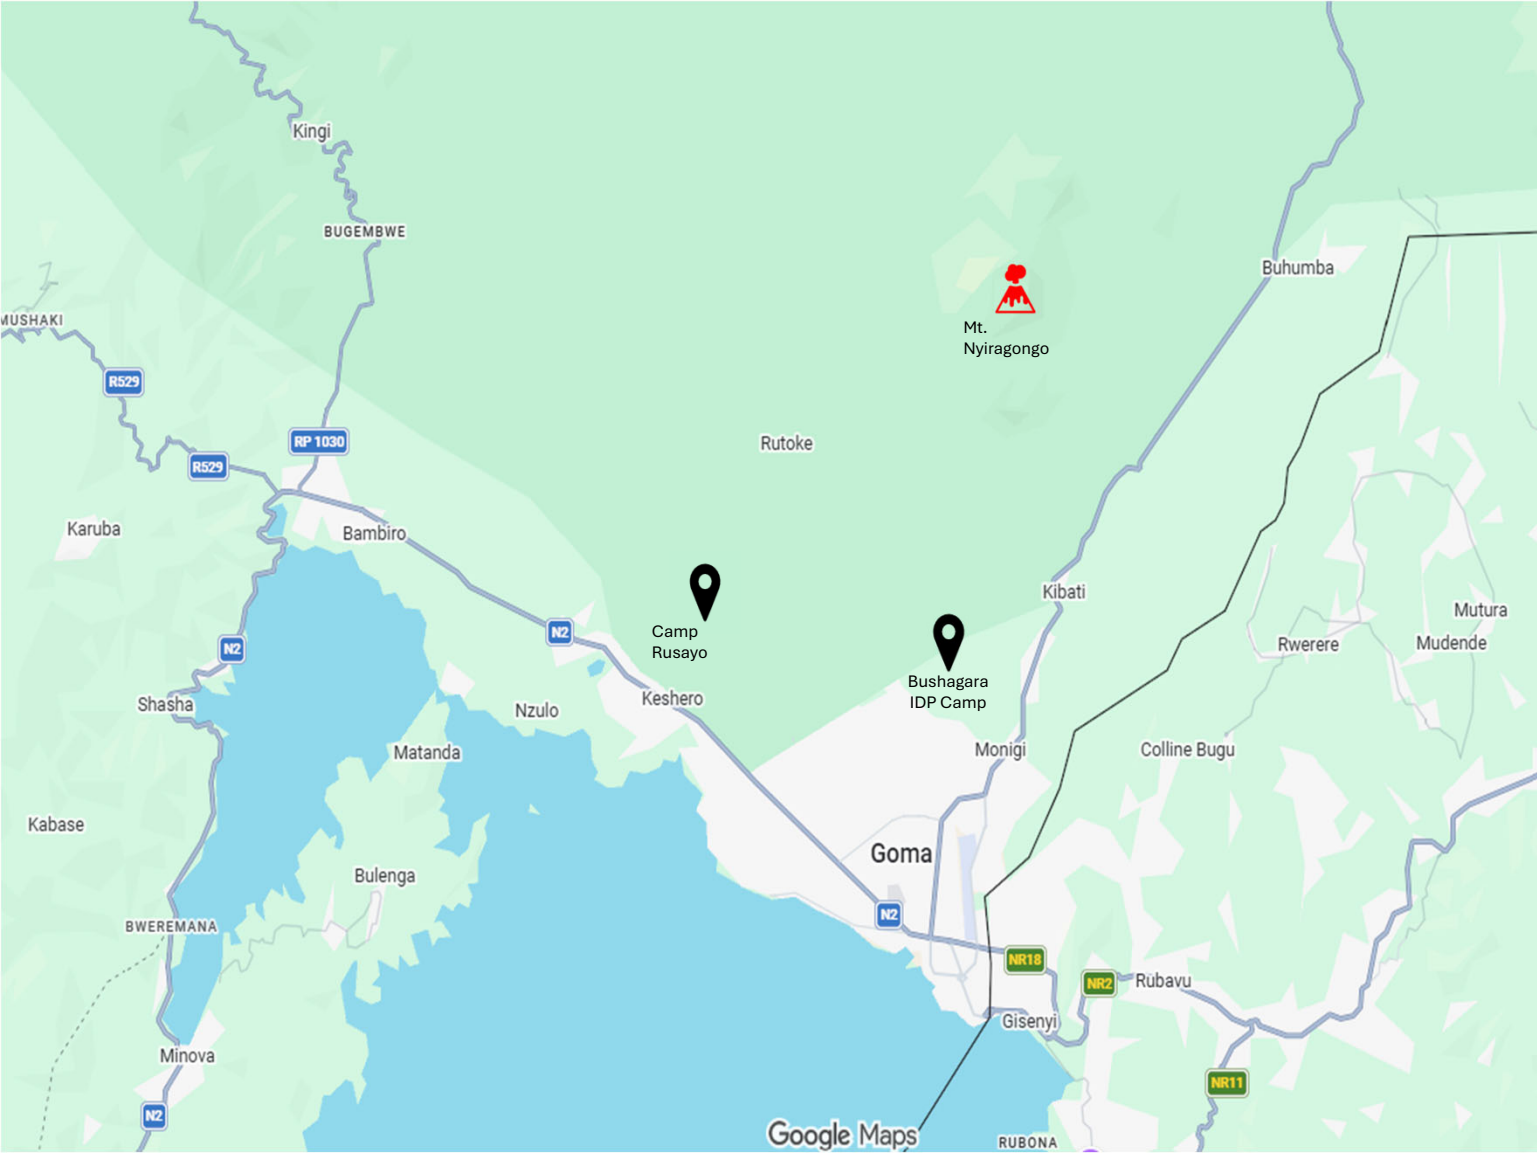 Kingi
BUGEMBWE
Buhumba
MUSHAKI
Mt.
Nyiragongo
R529
RP 1030
Rutoke
R529
Karuba
Bambiro
Kibati
Mutura
Camp
Rusayo
N2
N2
Rwerere
Mudende
Bushagara
IDP Camp
Shasha
Keshero
Nzulo
Matanda
Monigi
Colline Bugu
Kabase
Goma
Bulenga
BWEREMANA
N2
NR18
NR2
Rubavu
Gisenyi
Minova
NR11
N2
Google Maps
RUBONA